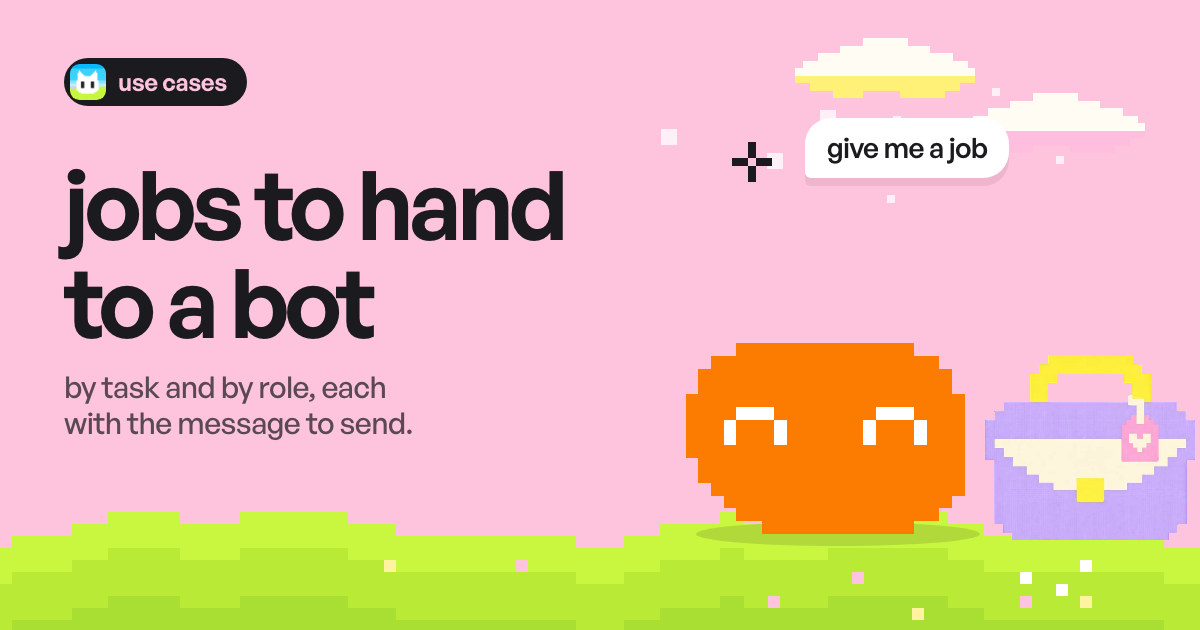 use cases
jobs to hand
to a bot
by task and by role, each
with the message to send.
give me a job